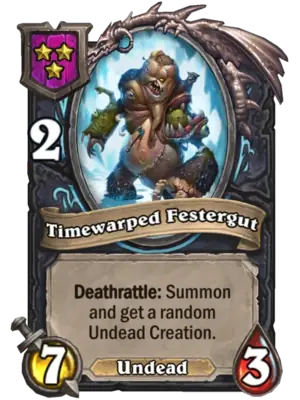 2
Timewarped Festergut
Deathrattle: Summon
and get a random
Undead Creation.
7
Undead
3